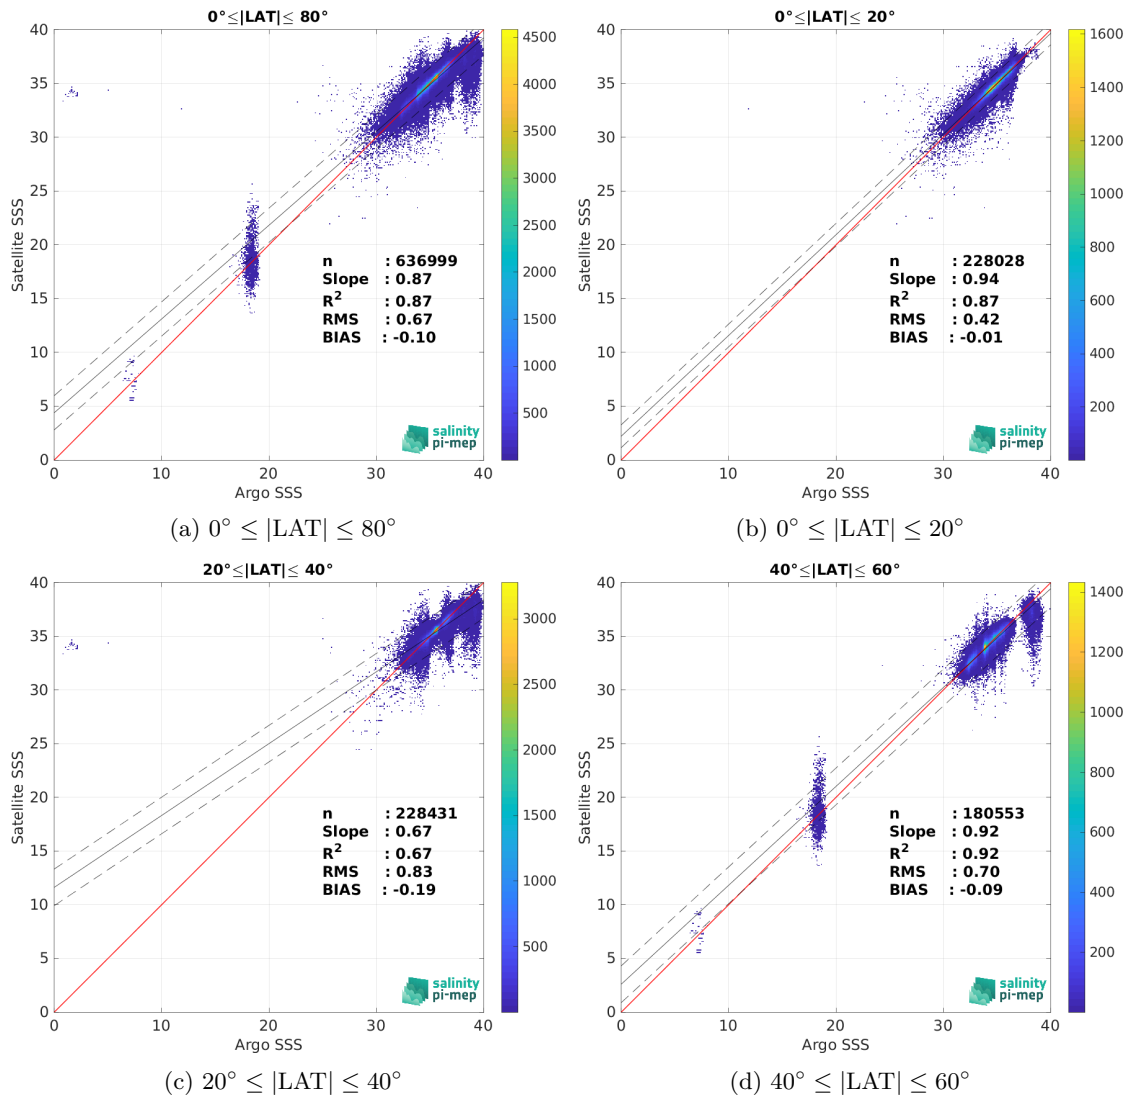 0°≤|LAT|≤ 80°
40
35
30
25
20
15
10
5
0
Satellite SSS
0
10
20
30
40
Argo SSS
n : 636999
Slope : 0.87
R2 : 0.87
RMS : 0.67
BIAS : -0.10
salinity
pi-mep
4500
4000
3500
3000
2500
2000
1500
1000
500
(a) 0° ≤ |LAT| ≤ 80°
0°≤|LAT|≤ 20°
40
35
30
25
20
15
10
5
0
Satellite SSS
0
10
20
30
40
Argo SSS
n : 228028
Slope : 0.94
R2 : 0.87
RMS : 0.42
BIAS : -0.01
salinity
pi-mep
1600
1400
1200
1000
800
600
400
200
(b) 0° ≤ |LAT| ≤ 20°
20°≤|LAT|≤ 40°
40
35
30
25
20
15
10
5
0
Satellite SSS
0
10
20
30
40
Argo SSS
n : 228431
Slope : 0.67
R2 : 0.67
RMS : 0.83
BIAS : -0.19
salinity
pi-mep
3000
2500
2000
1500
1000
500
(c) 20° ≤ |LAT| ≤ 40°
40°≤|LAT|≤ 60°
40
35
30
25
20
15
10
5
0
Satellite SSS
0
10
20
30
40
Argo SSS
n : 180553
Slope : 0.92
R2 : 0.92
RMS : 0.70
BIAS : -0.09
salinity
pi-mep
1400
1200
1000
800
600
400
200
(d) 40° ≤ |LAT| ≤ 60°